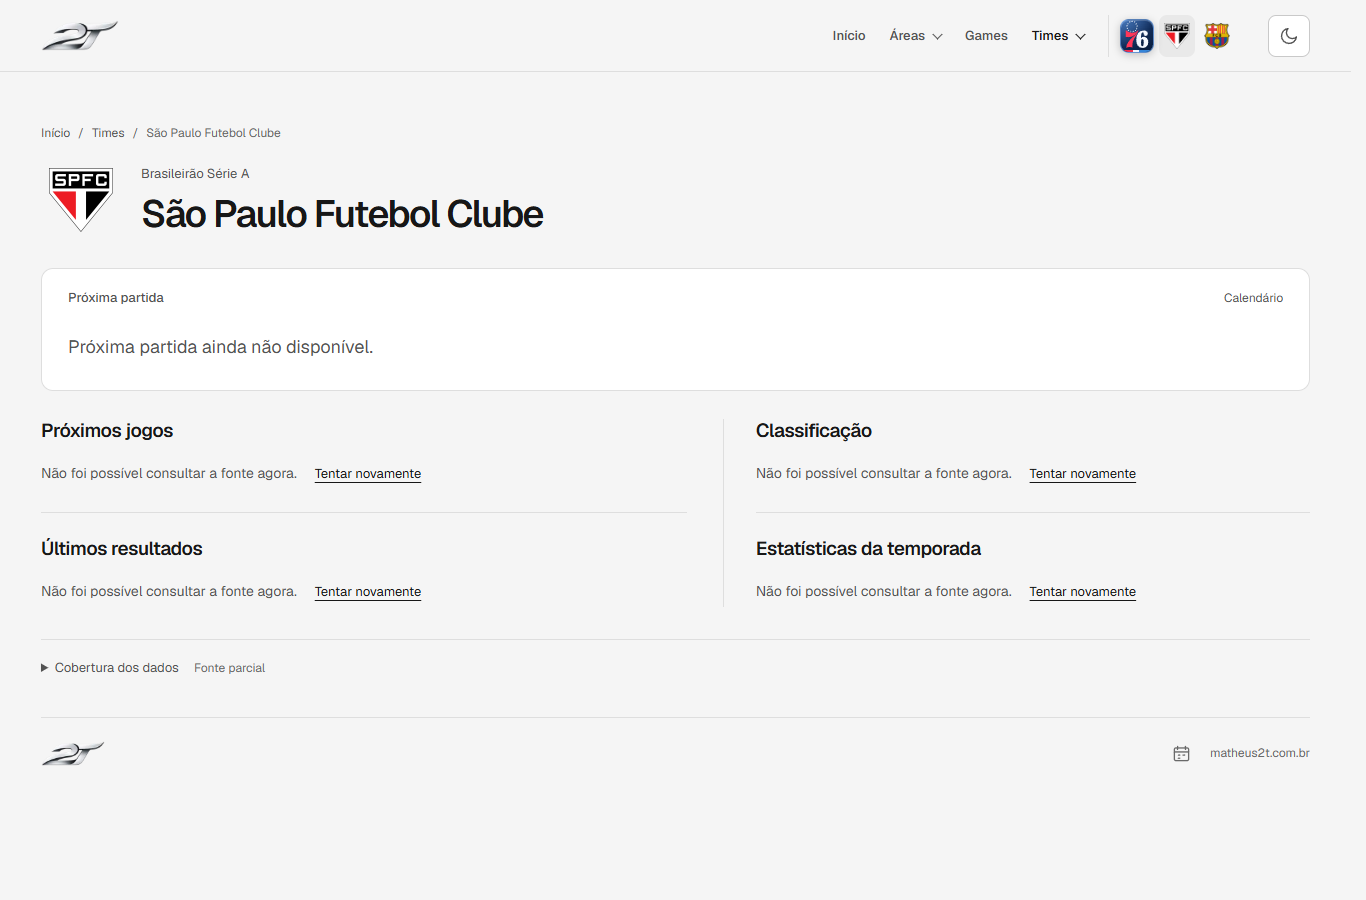 2T
Início Áreas Games Times
76
SPFC
Início / Times / São Paulo Futebol Clube
SPFC
Brasileirão Série A
São Paulo Futebol Clube
Próxima partida
Calendário
Próxima partida ainda não disponível.
Próximos jogos
Não foi possível consultar a fonte agora. Tentar novamente
Últimos resultados
Não foi possível consultar a fonte agora. Tentar novamente
Classificação
Não foi possível consultar a fonte agora. Tentar novamente
Estatísticas da temporada
Não foi possível consultar a fonte agora. Tentar novamente
Cobertura dos dados Fonte parcial
2T
matheus2t.com.br